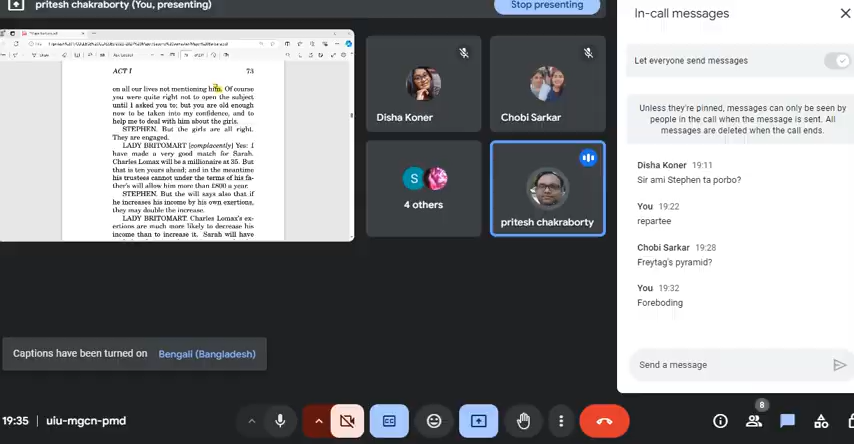 pritesh chakraborty (You, presenting)
Stop presenting
In-call messages
ACT I 73
on all our lives not mentioning him. Of course
you were quite right not to open the subject
until I asked you to; but you are old enough
now to be taken into my confidence, and to
help me to deal with him about the girls.
STEPHEN. But the girls are all right.
They are engaged.
LADY BRITOMART [complacently] Yes: I
have made a very good match for Sarah.
Charles Lomax will be a millionaire at 35. But
that is ten years ahead; and in the meantime
his trustees cannot under the terms of his fa-
ther's will allow him more than £800 a year.
STEPHEN. But the will says also that if
he increases his income by his own exertions,
they may double the increase.
LADY BRITOMART. Charles Lomax's ex-
ertions are much more likely to decrease his
income than to increase it. Sarah will have
Disha Koner
Chobi Sarkar
S
4 others
pritesh chakraborty
Let everyone send messages
Unless they're pinned, messages can only be seen by
people in the call when the message is sent. All
messages are deleted when the call ends.
Disha Koner 19:11
Sir ami Stephen ta porbo?
You 19:22
repartee
Chobi Sarkar 19:28
Freytag's pyramid?
You 19:32
Foreboding
Send a message
Captions have been turned on Bengali (Bangladesh)
19:35 | uiu-mgcn-pmd
8